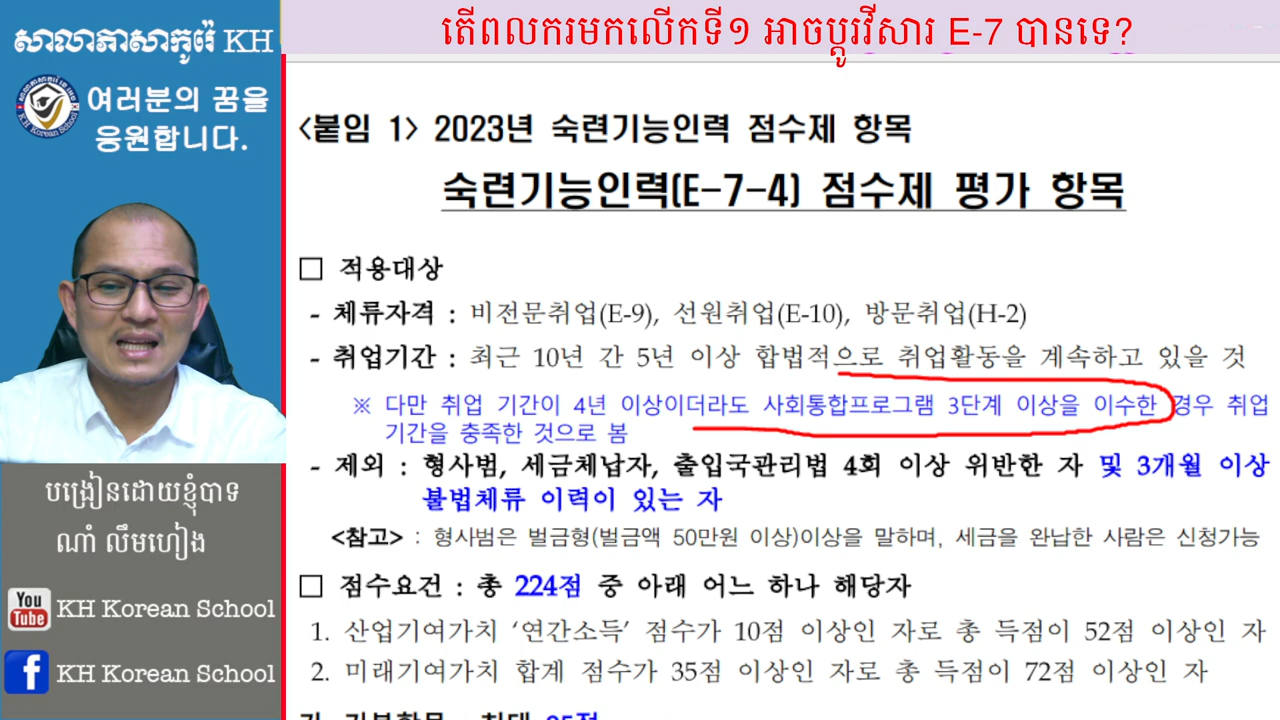 សាលាភាសាកូរ៉េ KH
여러분의 꿈을
응원합니다.
បង្រៀនដោយខ្ញុំបាទ
ណាំ លឹមហៀង
You Tube KH Korean School
f KH Korean School
តើពលករមកលើកទី១ អាចប្តូរវីសារ E-7 បានទេ?
<붙임 1> 2023년 숙련기능인력 점수제 항목
숙련기능인력(E-7-4) 점수제 평가 항목
□ 적용대상
- 체류자격 : 비전문취업(E-9), 선원취업(E-10), 방문취업(H-2)
- 취업기간 : 최근 10년 간 5년 이상 합법적으로 취업활동을 계속하고 있을 것
※ 다만 취업 기간이 4년 이상이더라도 사회통합프로그램 3단계 이상을 이수한 경우 취업
기간을 충족한 것으로 봄
- 제외 : 형사범, 세금체납자, 출입국관리법 4회 이상 위반한 자 및 3개월 이상
불법체류 이력이 있는 자
<참고> : 형사범은 벌금형(벌금액 50만원 이상)이상을 말하며, 세금을 완납한 사람은 신청가능
□ 점수요건 : 총 224점 중 아래 어느 하나 해당자
1. 산업기여가치 ‘연간소득’ 점수가 10점 이상인 자로 총 득점이 52점 이상인 자
2. 미래기여가치 합계 점수가 35점 이상인 자로 총 득점이 72점 이상인 자